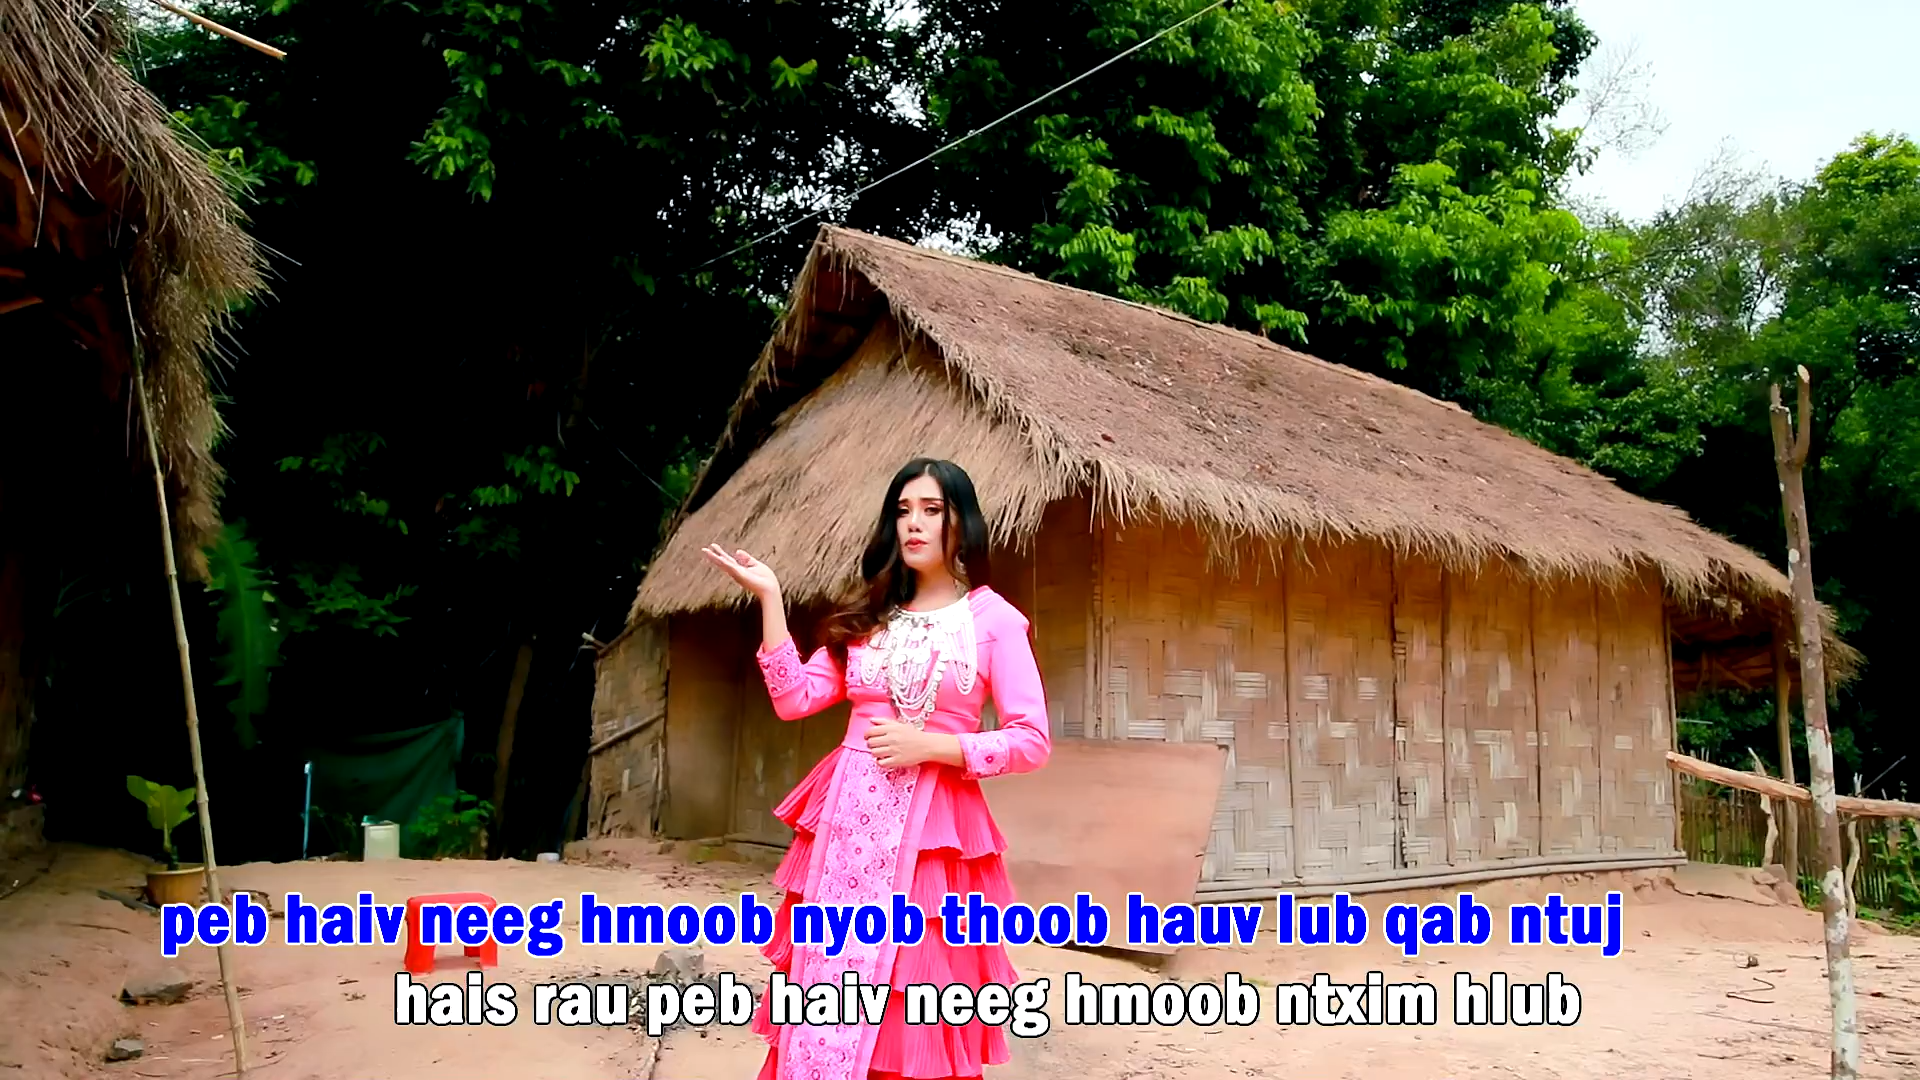 peb haiv neeg hmoob nyob thoob hauv lub qab ntuj
hais rau peb haiv neeg hmoob ntxim hlub